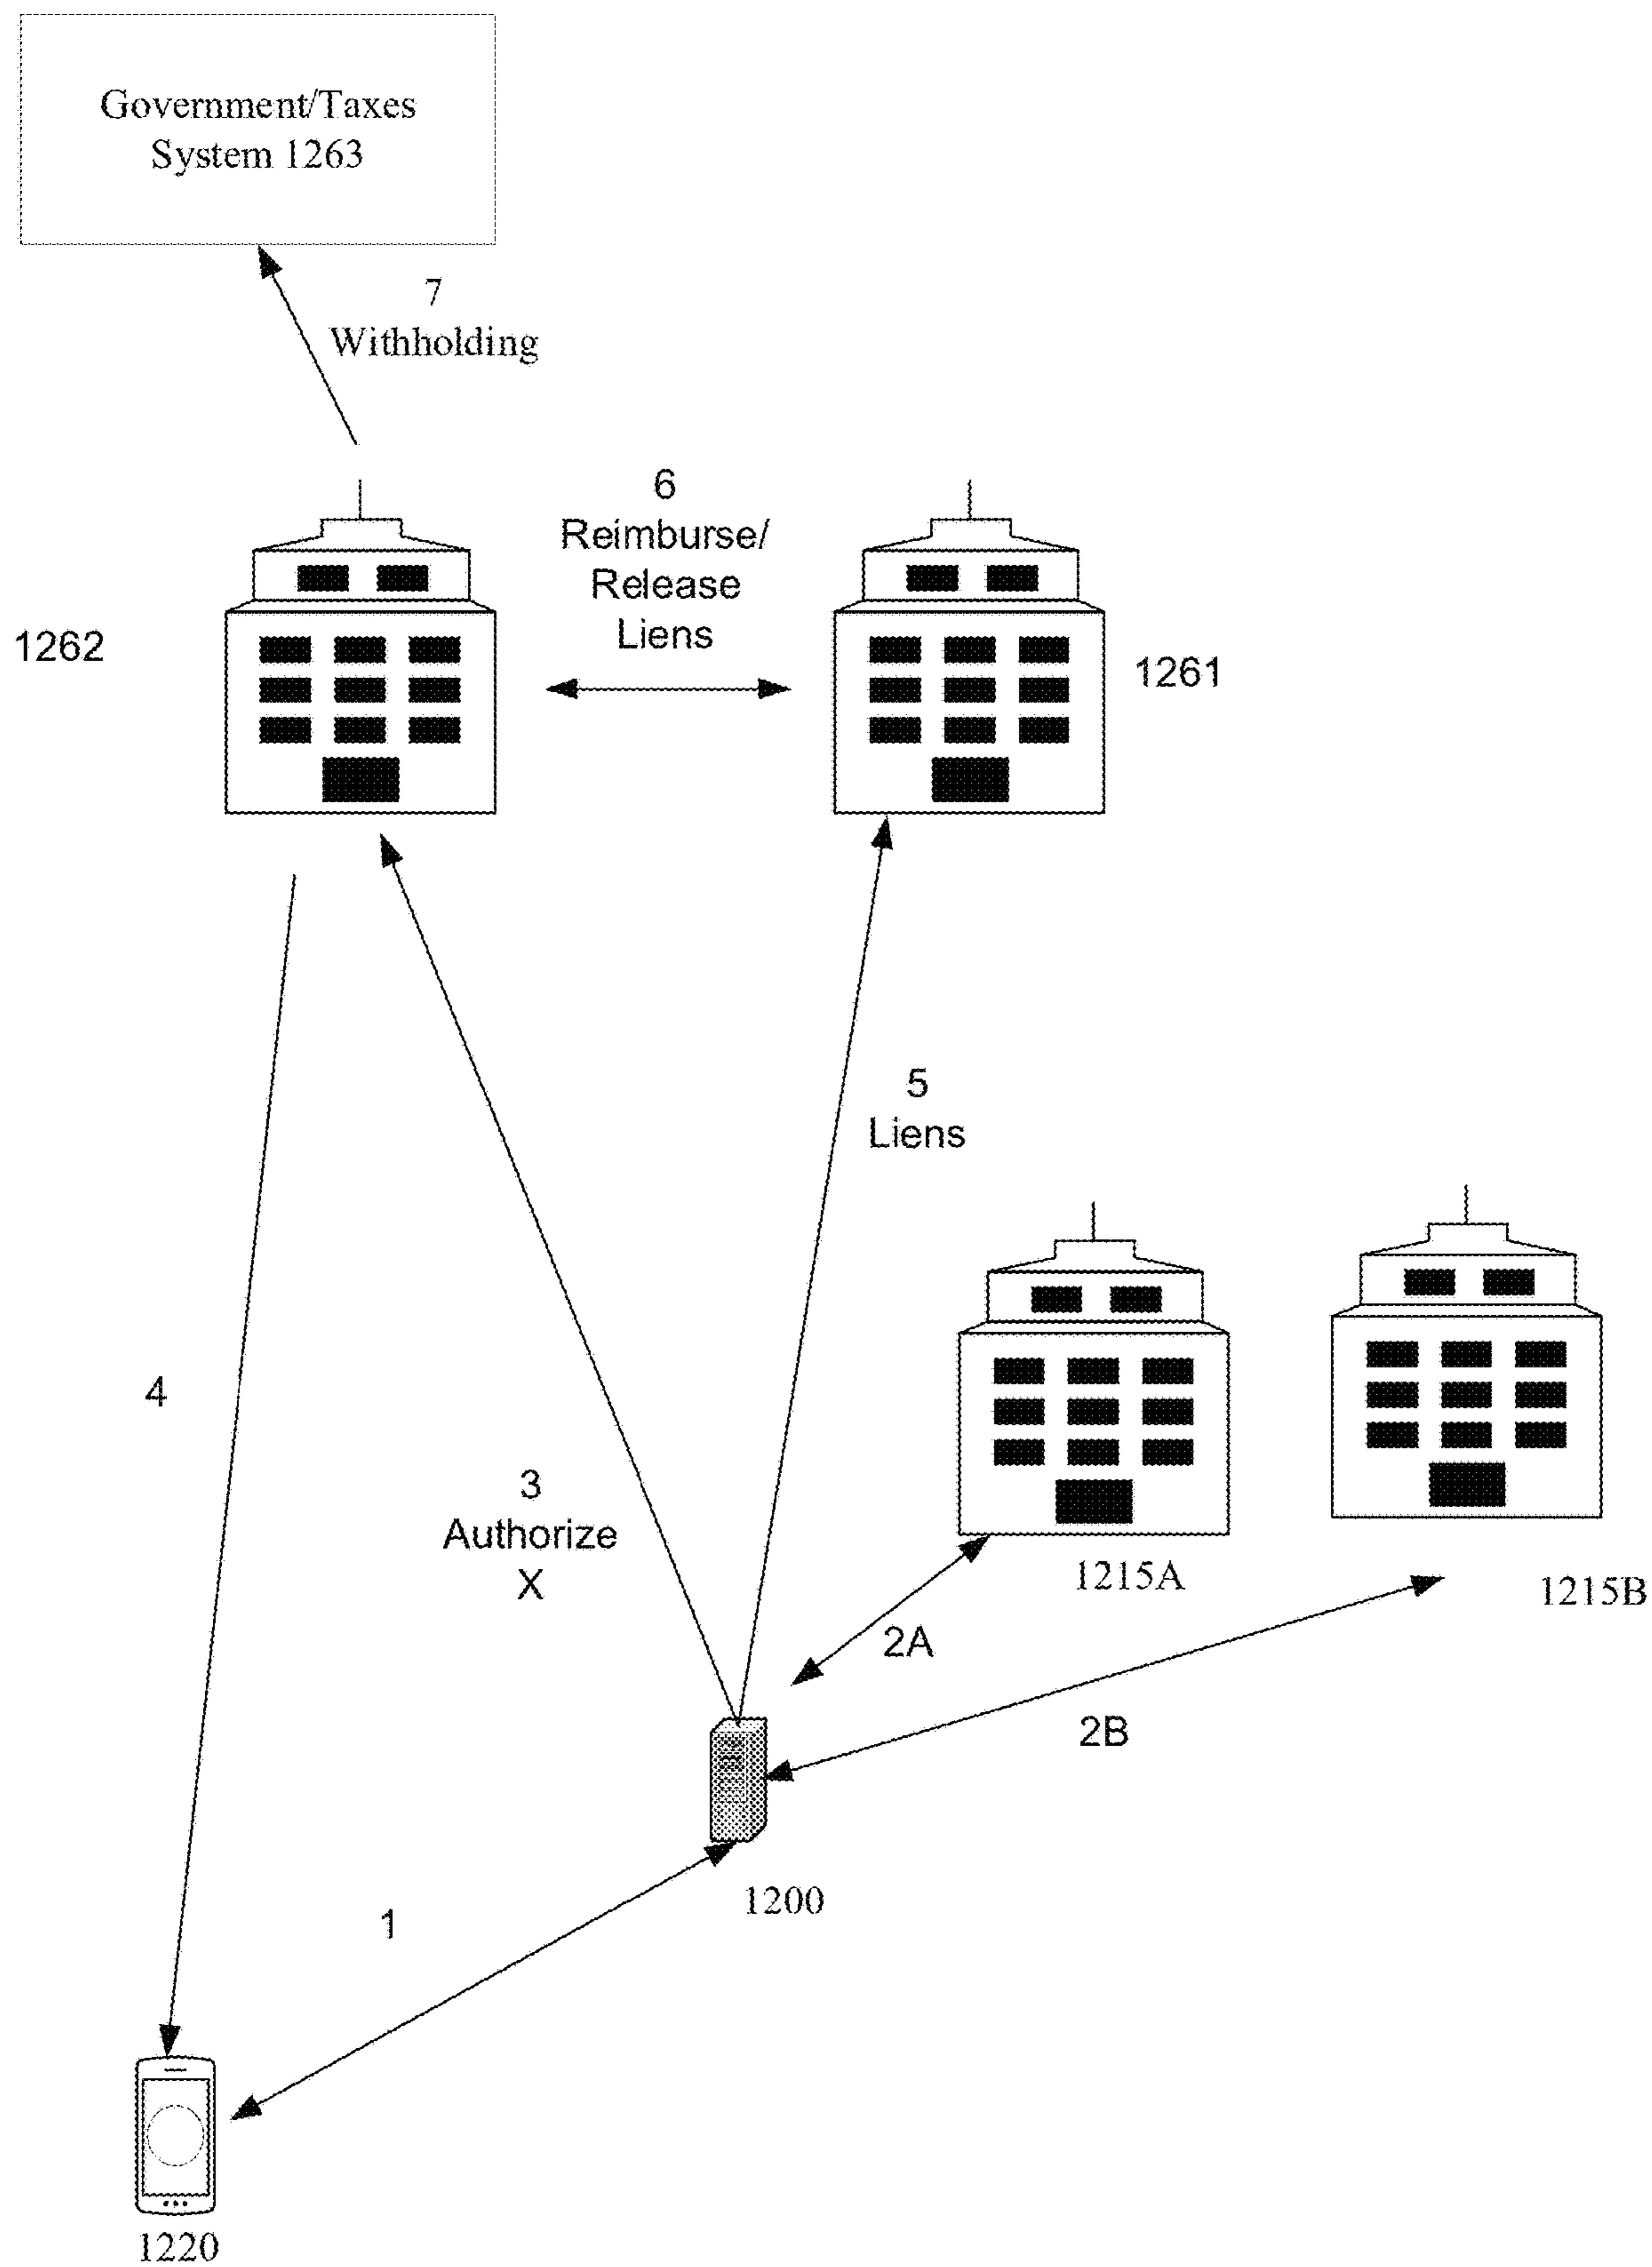 Government/Taxes
System 1263
7
Withholding
6
Reimburse/
Release
Liens
1262
1261
5
Liens
4
3
Authorize
X
1215A
1215B
2A
2B
1200
1
1220